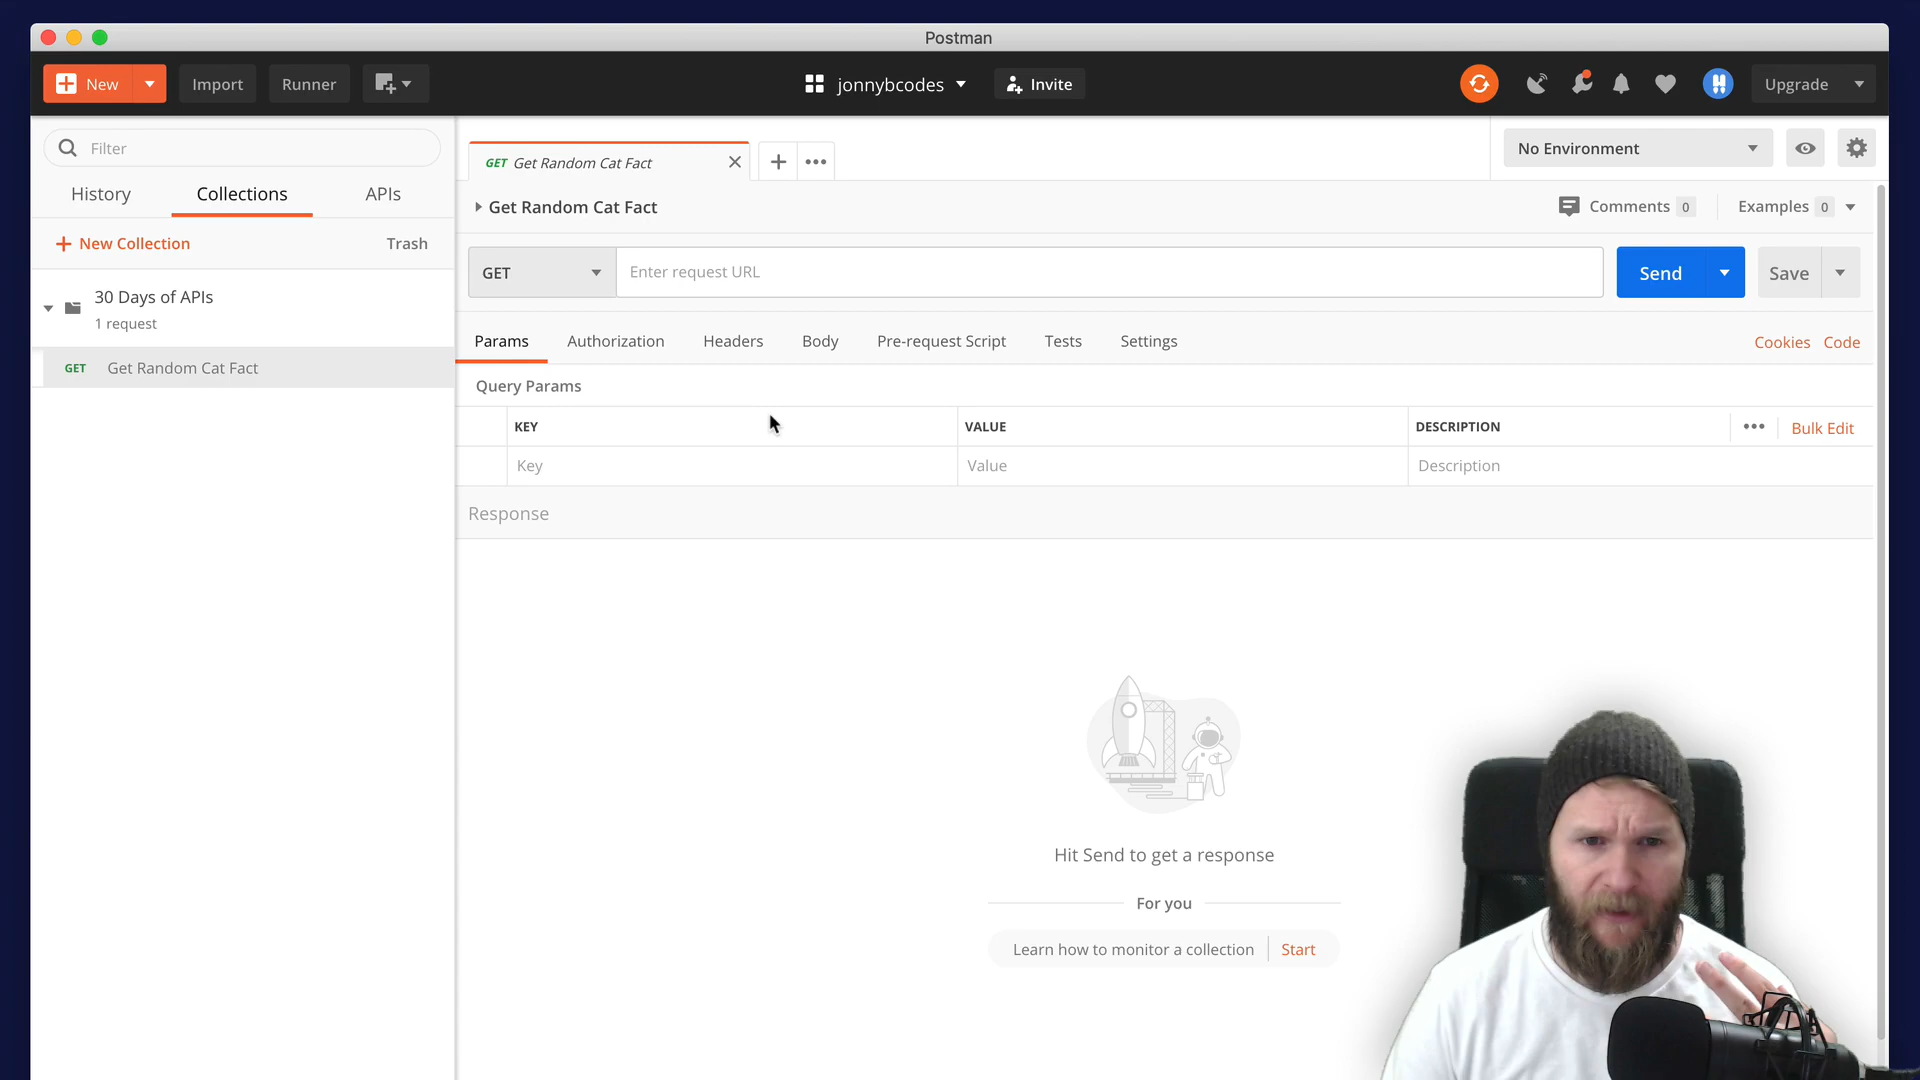 Postman
New
Import
Runner
jonnybcodes
Invite
Upgrade
Filter
History
Collections
APIs
New Collection
Trash
30 Days of APIs
1 request
GET Get Random Cat Fact
GET Get Random Cat Fact
No Environment
Get Random Cat Fact
Comments 0
Examples 0
GET
Enter request URL
Send
Save
Params
Authorization
Headers
Body
Pre-request Script
Tests
Settings
Cookies
Code
Query Params
KEY
VALUE
DESCRIPTION
Bulk Edit
Key
Value
Description
Response
Hit Send to get a response
For you
Learn how to monitor a collection
Start